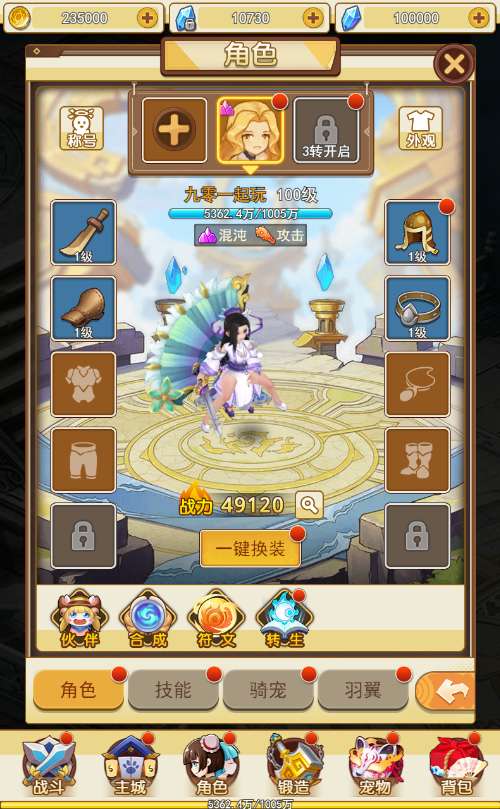 235000
10730
100000
角色
称号
3转开启
外观
九零一起玩 100级
5362.4万/1005万
混沌 攻击
1级
1级
1级
1级
战力 49120
一键换装
伙伴
合成
符文
转生
角色
技能
骑宠
羽翼
战斗
主城
角色
锻造
宠物
背包
5362.4万/1005万